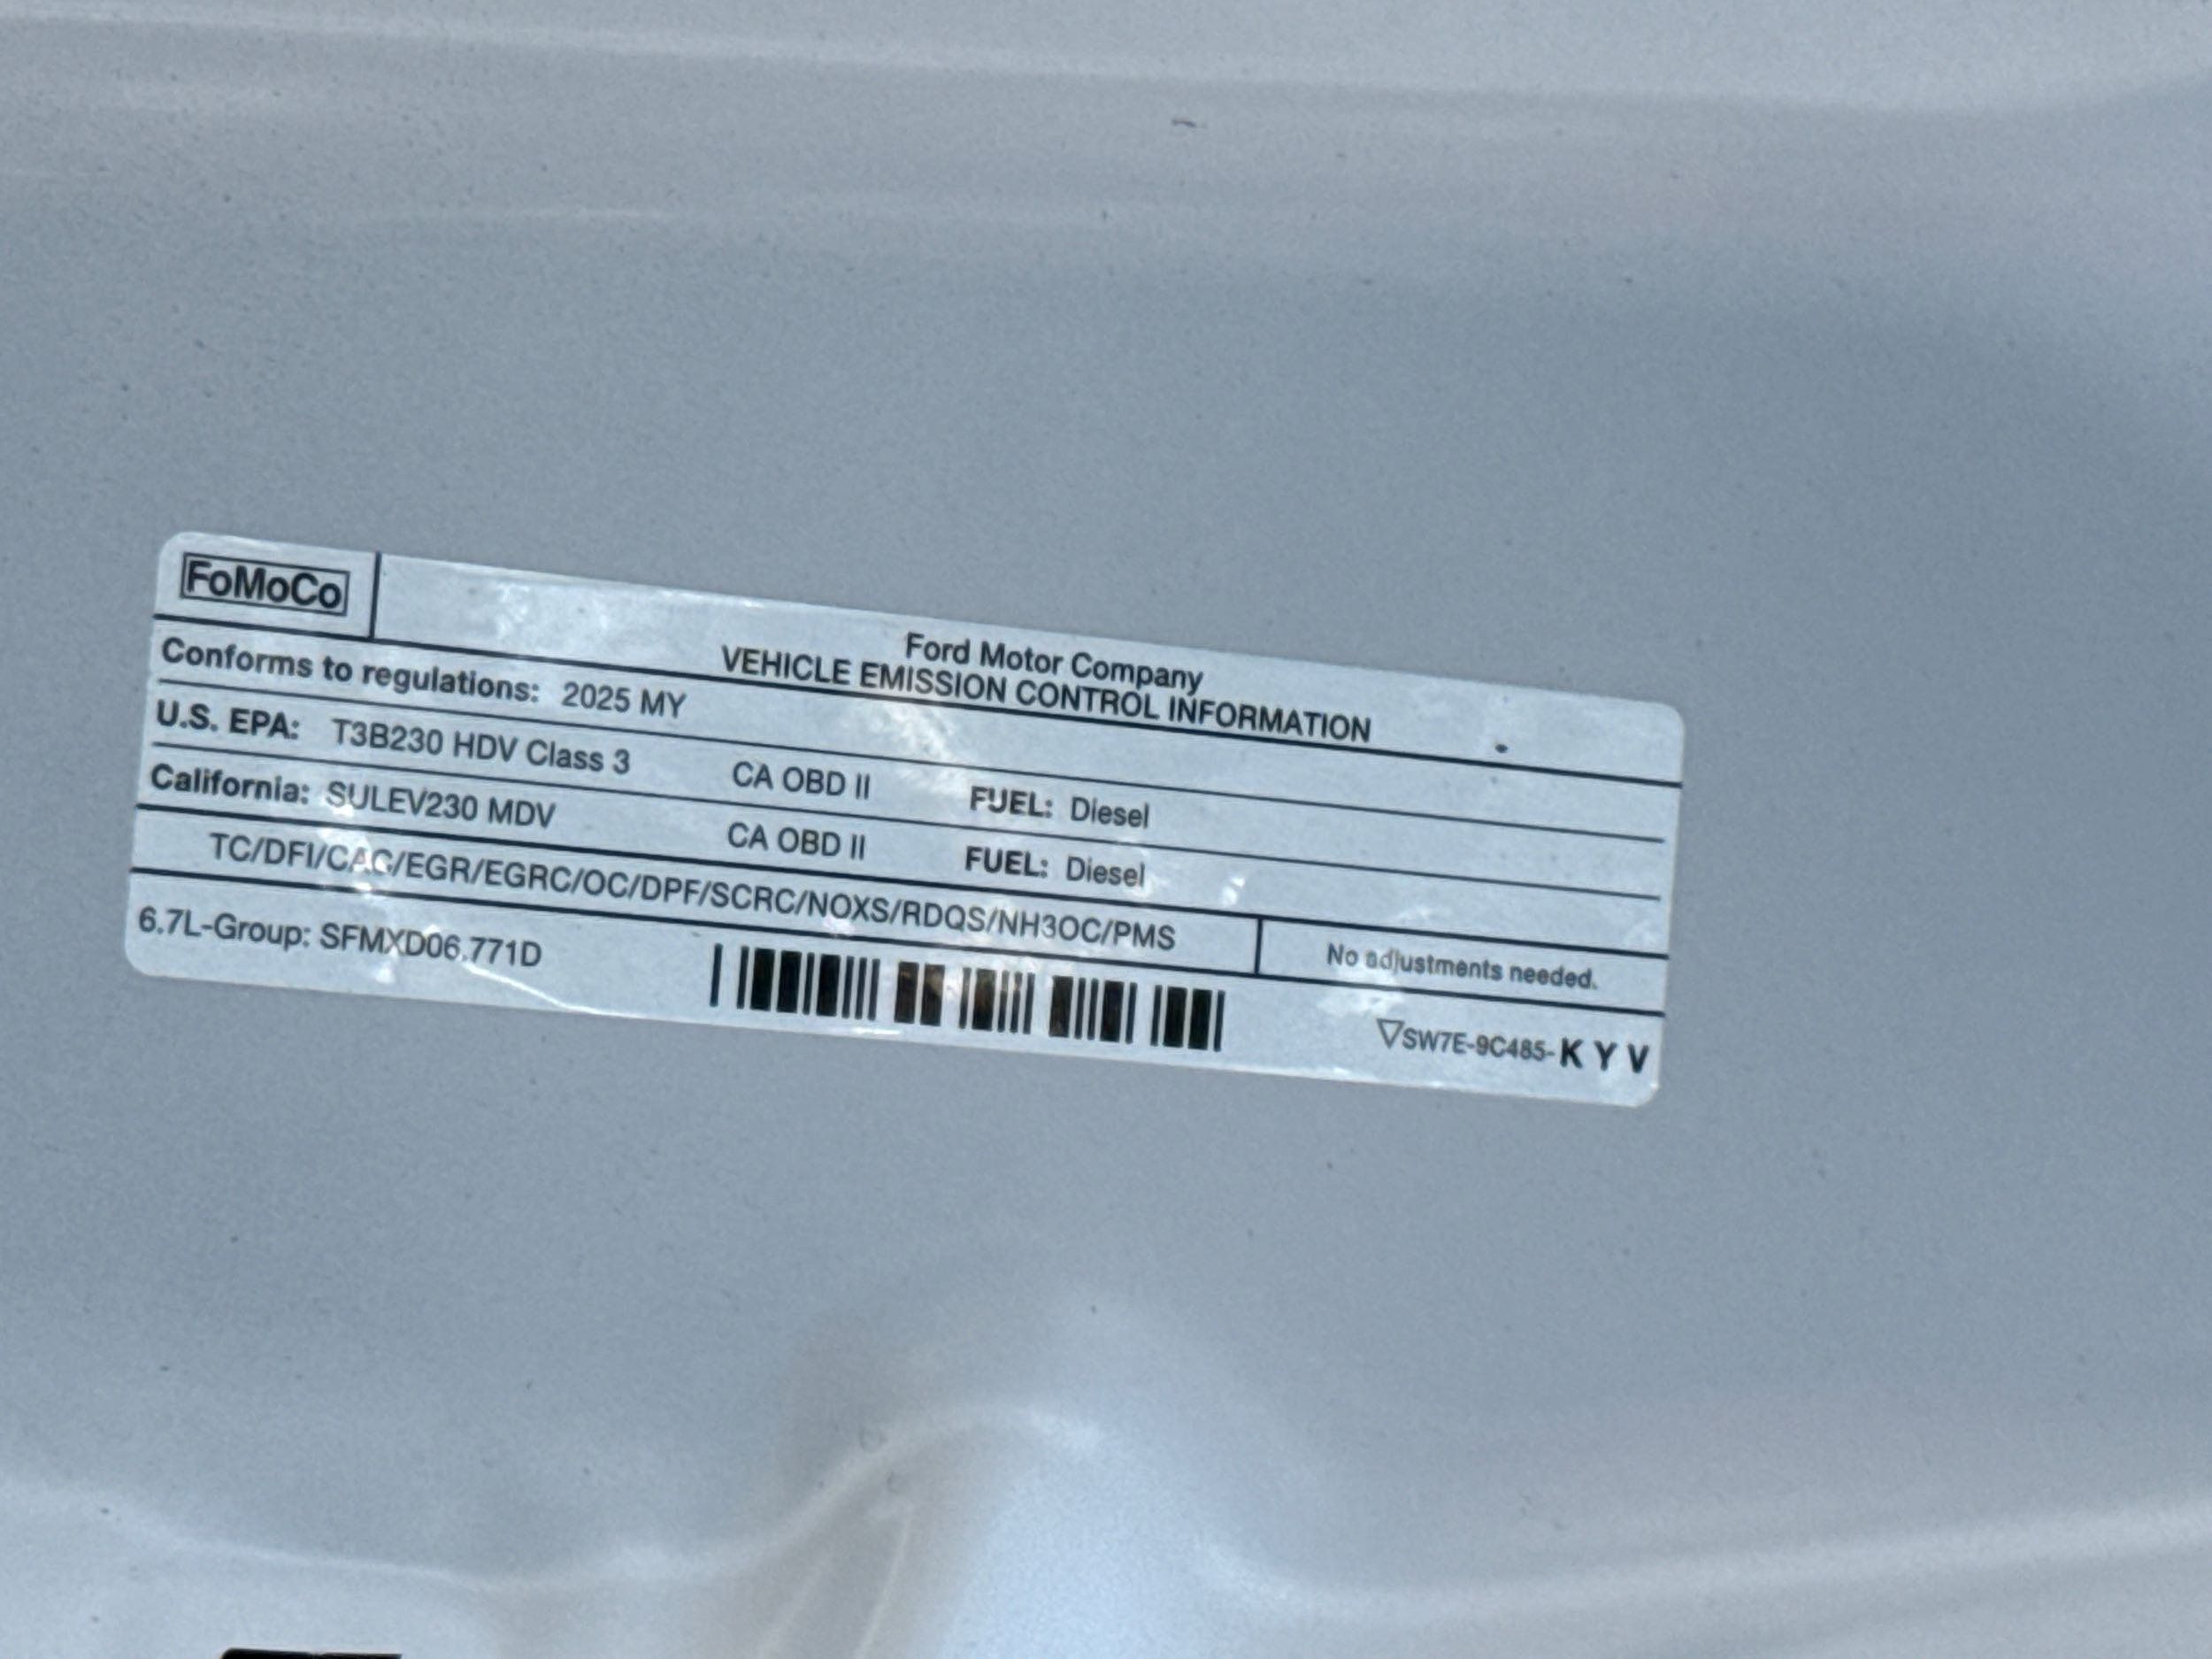 FoMoCo
Ford Motor Company
VEHICLE EMISSION CONTROL INFORMATION
Conforms to regulations: 2025 MY
U.S. EPA: T3B230 HDV Class 3 CA OBD II FUEL: Diesel
California: SULEV230 MDV CA OBD II FUEL: Diesel
TC/DFI/CAC/EGR/EGRC/OC/DPF/SCRC/NOXS/RDQS/NH3OC/PMS
No adjustments needed.
6.7L-Group: SFMXD06.771D
▽SW7E-9C485-K Y V